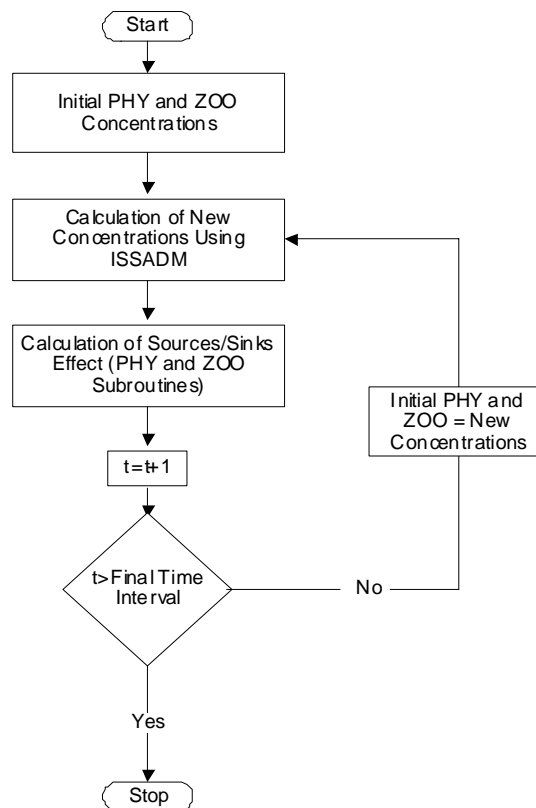 Start
Initial PHY and ZOO
Concentrations
Calculation of New
Concentrations Using
ISSADM
Calculation of Sources/Sinks
Effect (PHY and ZOO
Subroutines)
Initial PHY and
ZOO = New
Concentrations
t=t+1
t>Final Time
Interval
No
Yes
Stop